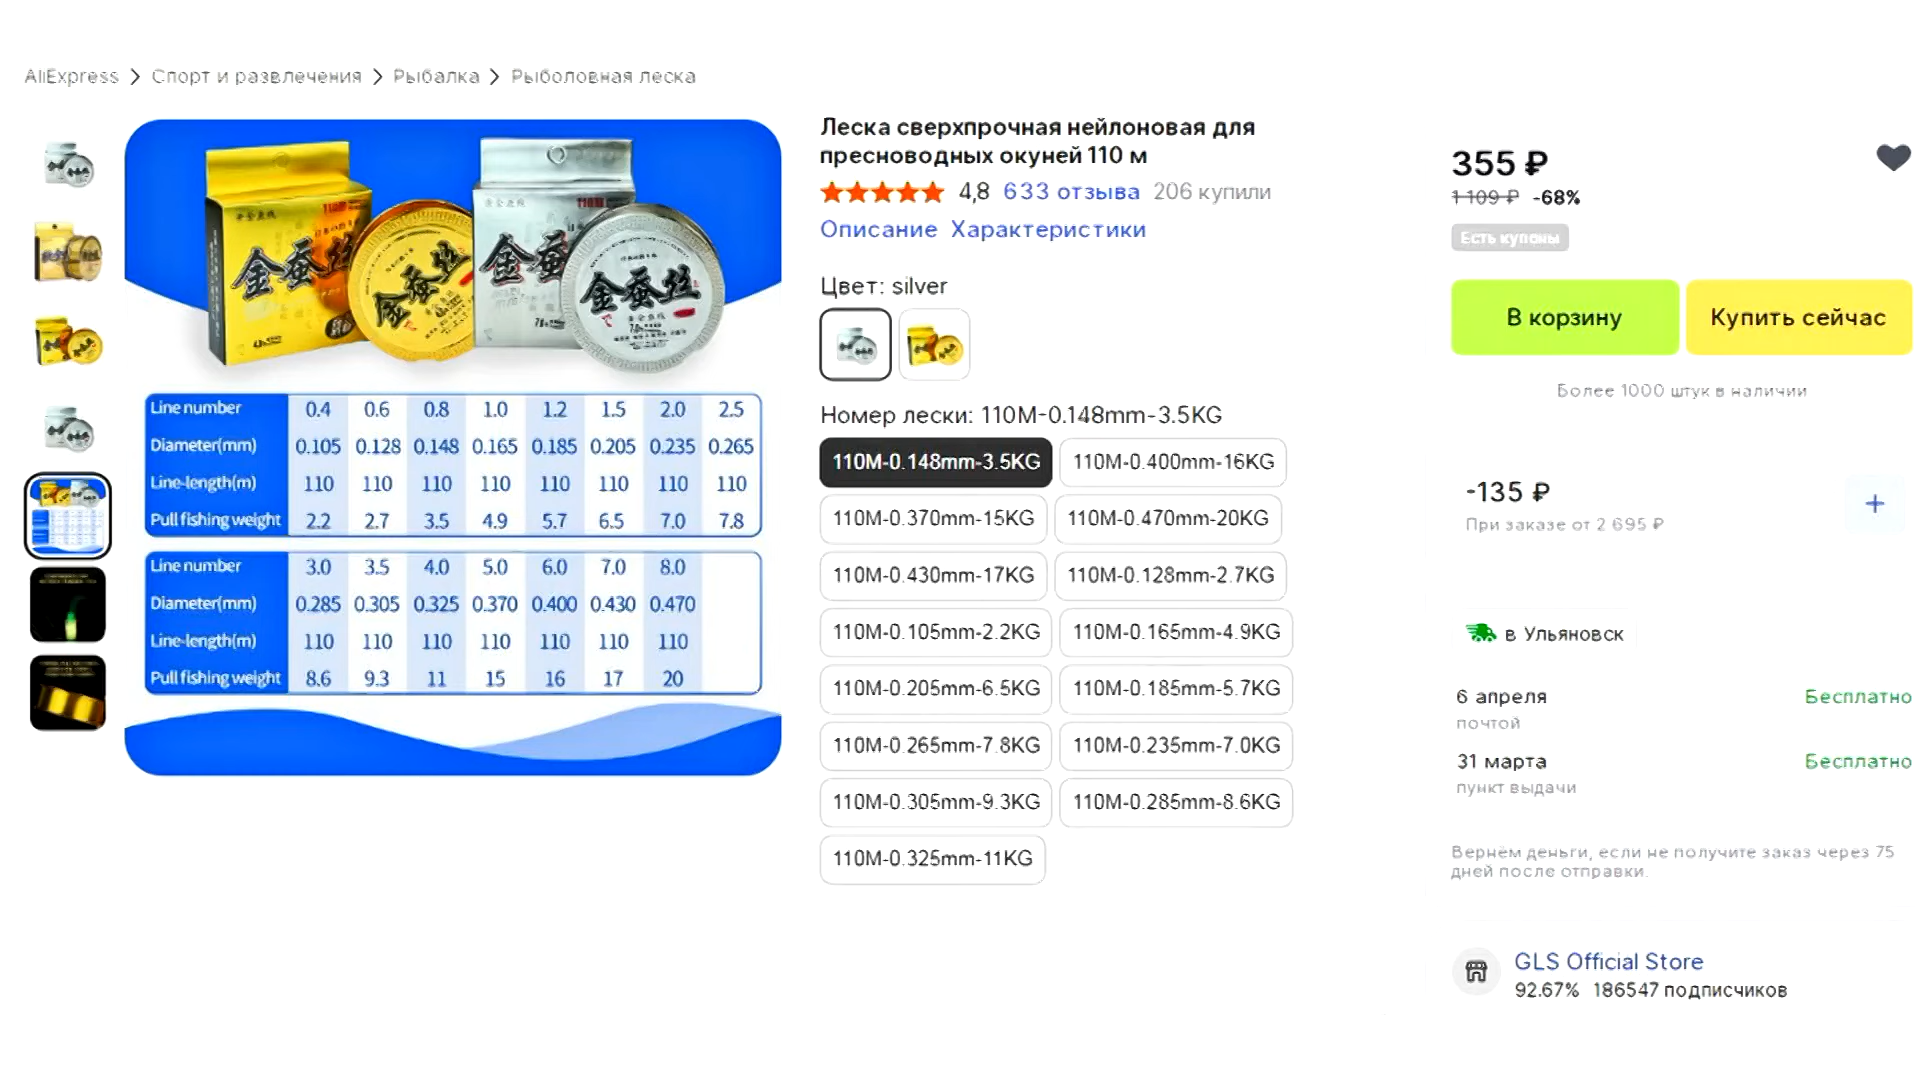 AliExpress > Спорт и развлечения > Рыбалка > Рыболовная леска
金蚕丝
金蚕丝
金蚕
金蚕丝
Line number 0.4 0.6 0.8 1.0 1.2 1.5 2.0 2.5
Diameter(mm) 0.105 0.128 0.148 0.165 0.185 0.205 0.235 0.265
Line-length(m) 110 110 110 110 110 110 110 110
Pull fishing weight 2.2 2.7 3.5 4.9 5.7 6.5 7.0 7.8
Line number 3.0 3.5 4.0 5.0 6.0 7.0 8.0
Diameter(mm) 0.285 0.305 0.325 0.370 0.400 0.430 0.470
Line-length(m) 110 110 110 110 110 110 110
Pull fishing weight 8.6 9.3 11 15 16 17 20
Леска сверхпрочная нейлоновая для
пресноводных окуней 110 м
4,8 633 отзыва 206 купили
Описание Характеристики
Цвет: silver
Номер лески: 110M-0.148mm-3.5KG
110M-0.148mm-3.5KG 110M-0.400mm-16KG
110M-0.370mm-15KG 110M-0.470mm-20KG
110M-0.430mm-17KG 110M-0.128mm-2.7KG
110M-0.105mm-2.2KG 110M-0.165mm-4.9KG
110M-0.205mm-6.5KG 110M-0.185mm-5.7KG
110M-0.265mm-7.8KG 110M-0.235mm-7.0KG
110M-0.305mm-9.3KG 110M-0.285mm-8.6KG
110M-0.325mm-11KG
355 ₽
1 109 ₽ -68%
Есть купоны
В корзину Купить сейчас
Более 1000 штук в наличии
-135 ₽
При заказе от 2 695 ₽
+
в Ульяновск
6 апреля Бесплатно
почтой
31 марта Бесплатно
пункт выдачи
Вернём деньги, если не получите заказ через 75
дней после отправки.
GLS Official Store
92.67% 186547 подписчиков